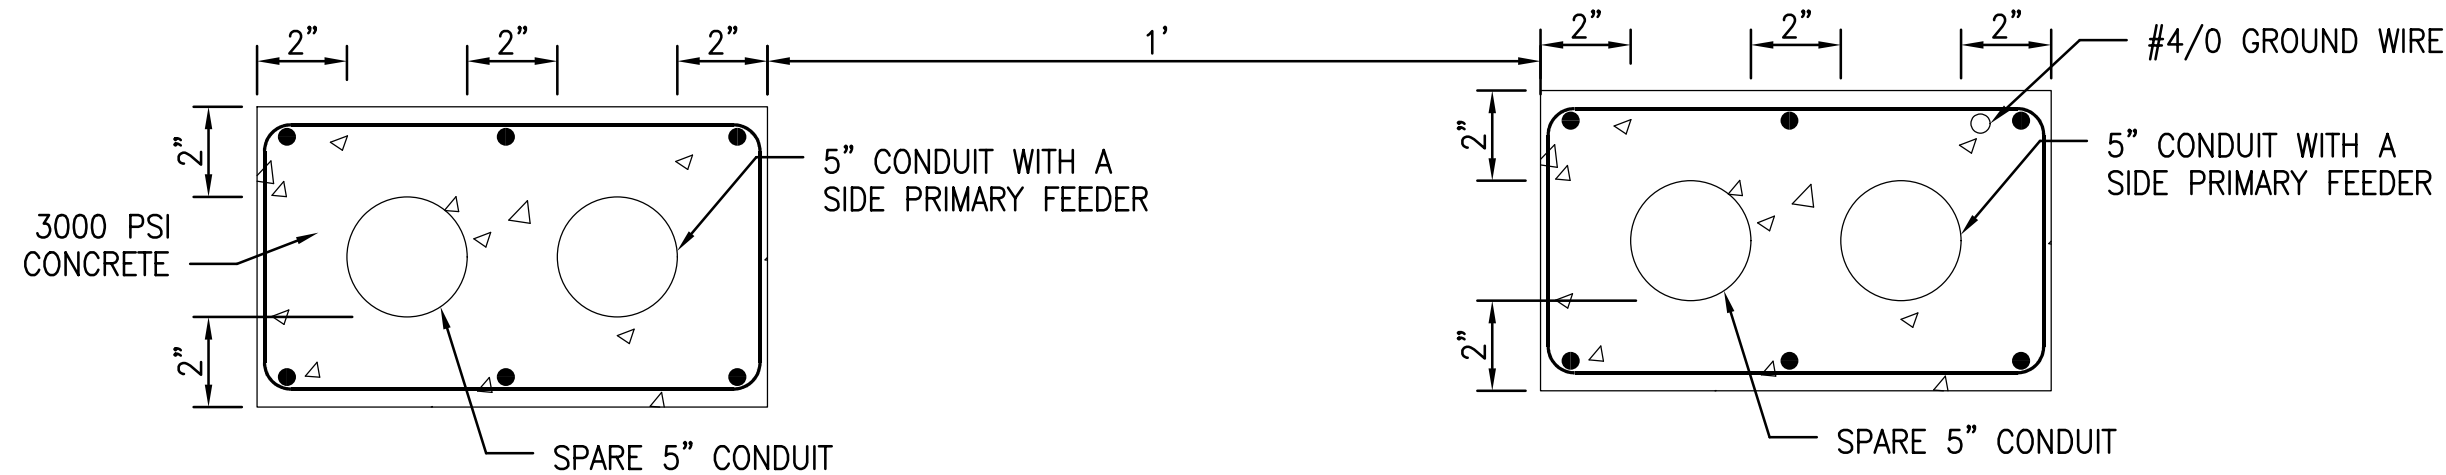 2” 2” 2” 1’ 2” 2” 2”
#4/0 GROUND WIRE
2”
2”
5” CONDUIT WITH A
SIDE PRIMARY FEEDER
5” CONDUIT WITH A
SIDE PRIMARY FEEDER
3000 PSI
CONCRETE
2”
2”
SPARE 5” CONDUIT
SPARE 5” CONDUIT